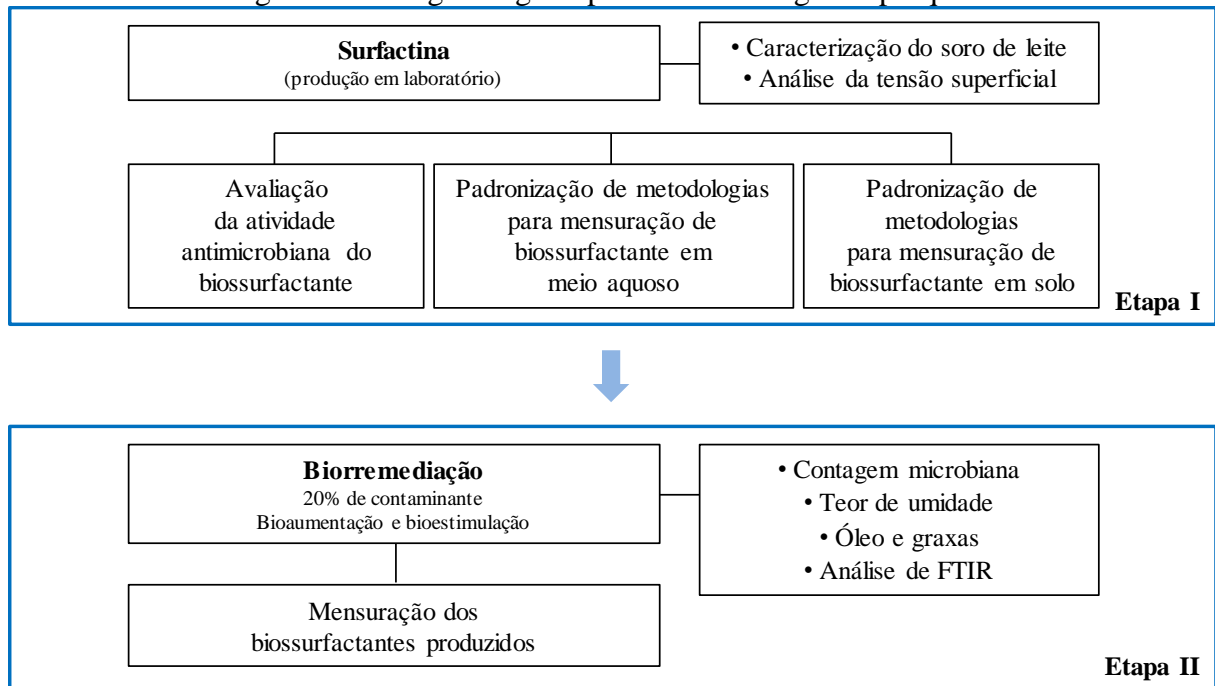 Surfactina
(produção em laboratório)
• Caracterização do soro de leite
• Análise da tensão superficial
Avaliação
da atividade
antimicrobiana do
biossurfactante
Padronização de metodologias
para mensuração de
biossurfactante em
meio aquoso
Padronização de
metodologias
para mensuração de
biossurfactante em solo
Etapa I
Biorremediação
20% de contaminante
Bioaumentação e bioestimulação
• Contagem microbiana
• Teor de umidade
• Óleo e graxas
• Análise de FTIR
Mensuração dos
biossurfactantes produzidos
Etapa II